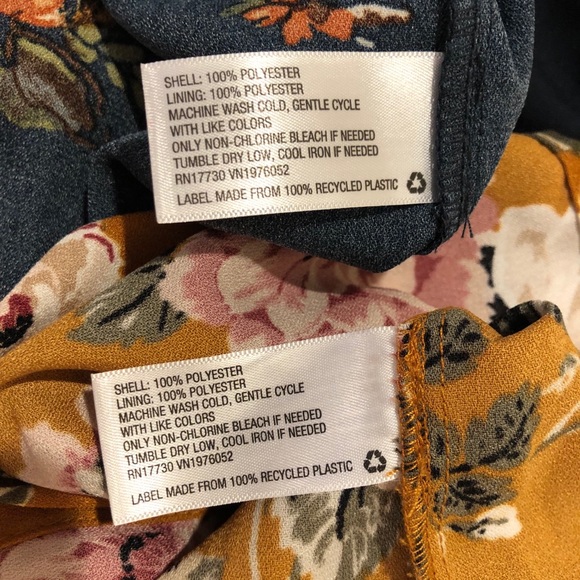 SHELL: 100% POLYESTER
LINING: 100% POLYESTER
MACHINE WASH COLD, GENTLE CYCLE
WITH LIKE COLORS
ONLY NON-CHLORINE BLEACH IF NEEDED
TUMBLE DRY LOW, COOL IRON IF NEEDED
RN17730 VN1976052
LABEL MADE FROM 100% RECYCLED PLASTIC
SHELL: 100% POLYESTER
LINING: 100% POLYESTER
MACHINE WASH COLD, GENTLE CYCLE
WITH LIKE COLORS
ONLY NON-CHLORINE BLEACH IF NEEDED
TUMBLE DRY LOW, COOL IRON IF NEEDED
RN17730 VN1976052
LABEL MADE FROM 100% RECYCLED PLASTIC